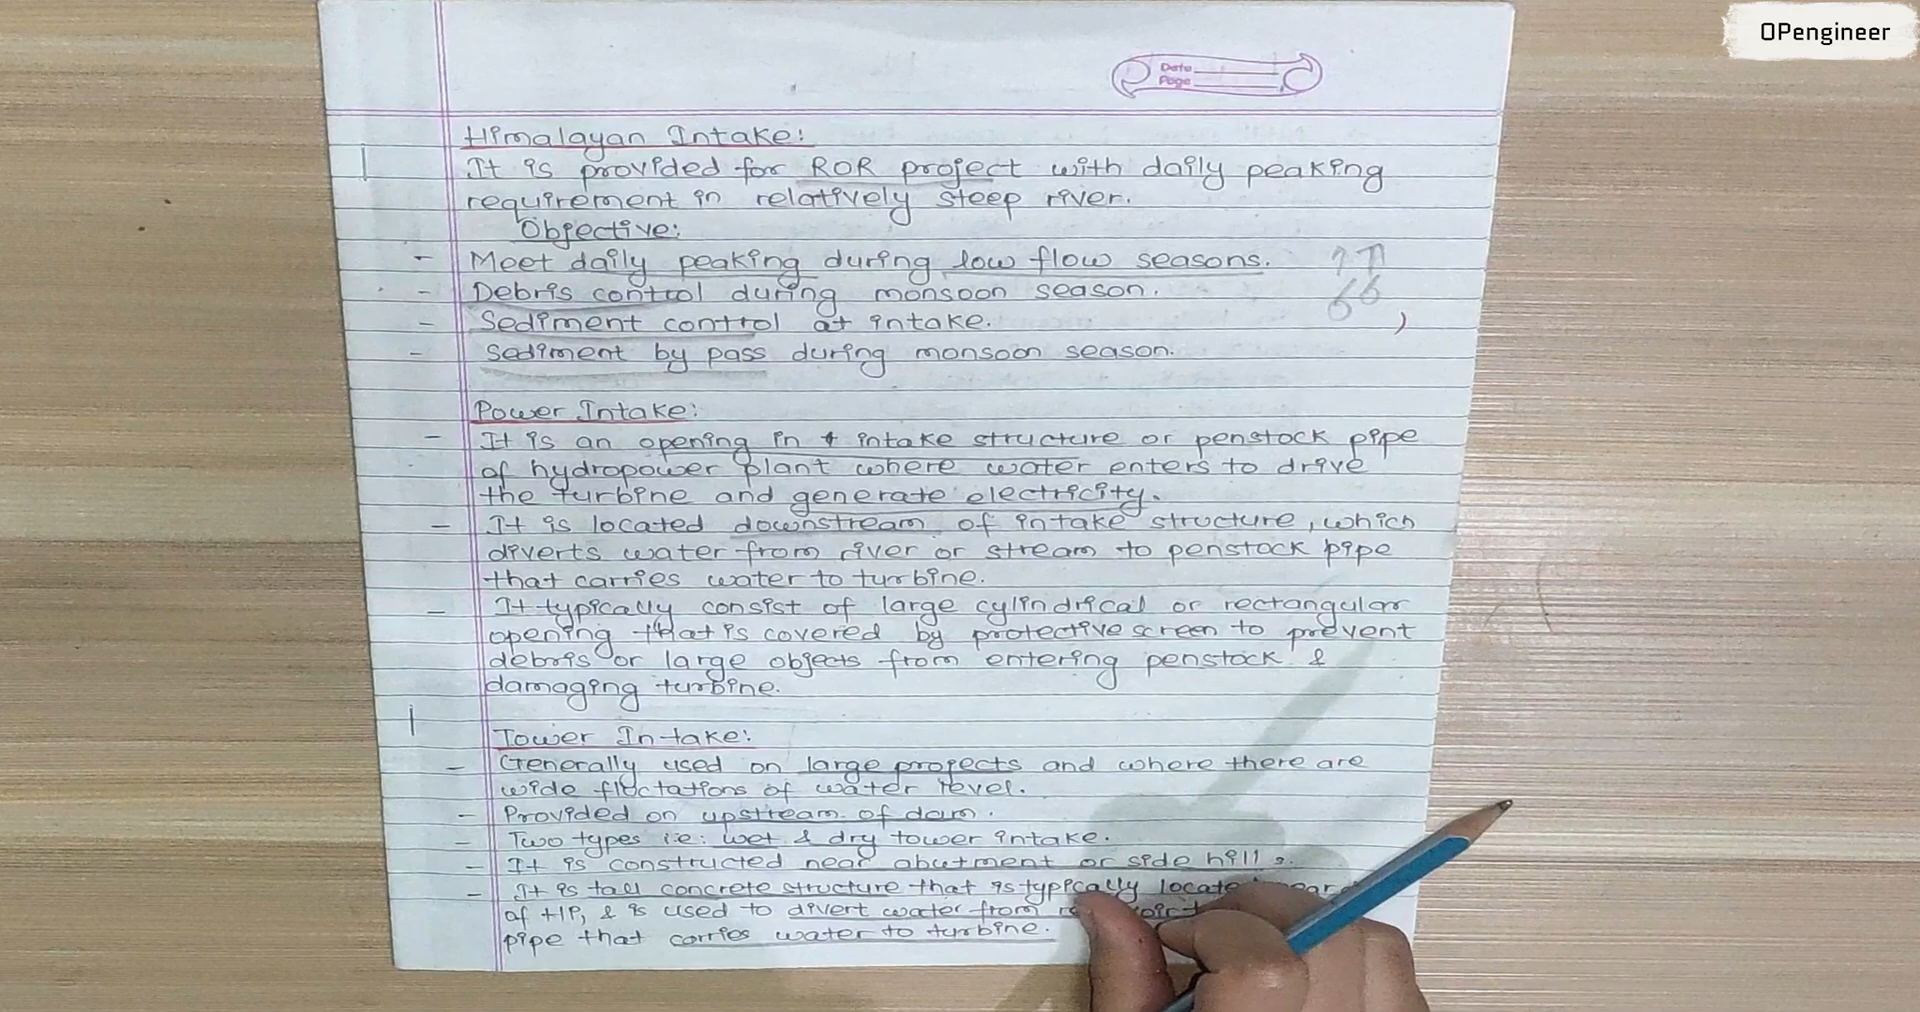 OPengineer
Date
Page
Himalayan Intake:
It is provided for ROR project with daily peaking
requirement in relatively steep river.
Objective:
- Meet daily peaking during low flow seasons.
- Debris control during monsoon season.
- Sediment control at intake.
- Sediment by pass during monsoon season.
Power Intake:
- It is an opening in intake structure or penstock pipe
of hydropower plant where water enters to drive
the turbine and generate electricity.
- It is located downstream of intake structure, which
diverts water from river or stream to penstock pipe
that carries water to turbine.
- It typically consist of large cylindrical or rectangular
opening that is covered by protective screen to prevent
debris or large objects from entering penstock &
damaging turbine.
Tower Intake:
- Generally used on large projects and where there are
wide fluctations of water level.
- Provided on upstream of dam.
- Two types i.e: wet & dry tower intake.
- It is constructed near abutment or side hill
- It is tall concrete structure that is typically
of HP, & is used to divert water from
pipe that carries water to turbine.